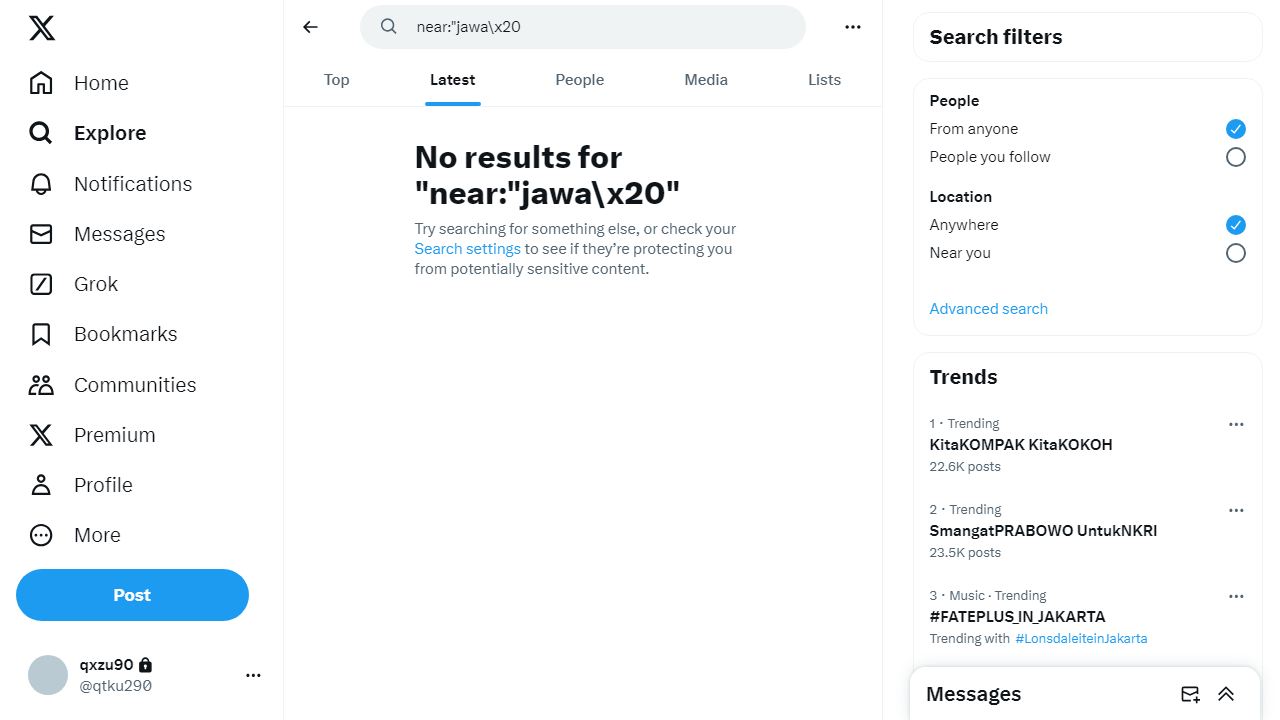 Home
Explore
Notifications
Messages
Grok
Bookmarks
Communities
Premium
Profile
More
Post
qxzu90
@qtku290
near:"jawa\x20
Top Latest People Media Lists
No results for
"near:"jawa\x20"
Try searching for something else, or check your
Search settings to see if they’re protecting you
from potentially sensitive content.
Search filters
People
From anyone
People you follow
Location
Anywhere
Near you
Advanced search
Trends
1 · Trending
KitaKOMPAK KitaKOKOH
22.6K posts
2 · Trending
SmangatPRABOWO UntukNKRI
23.5K posts
3 · Music · Trending
#FATEPLUS_IN_JAKARTA
Trending with #LonsdaleiteinJakarta
Messages